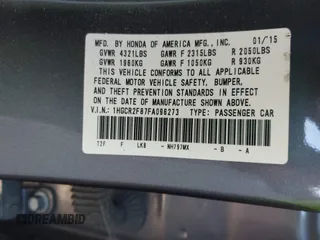 MFD. BY HONDA OF AMERICA MFG., INC. 01/'15
GVWR 4321LBS GAWR F 2315LBS R 2050LBS
GVWR 1960KG GAWR F 1050KG R 930KG
THIS VEHICLE CONFORMS TO ALL APPLICABLE
FEDERAL MOTOR VEHICLE SAFETY, BUMPER,
AND THEFT PREVENTION STANDARDS IN EFFECT
ON THE DATE OF MANUFACTURE SHOWN ABOVE.
V.I.N.: 1HGCR2F87FA096273 TYPE: PASSENGER CAR
T2F F LK8 - NH797MX - B - A
DREAMBID